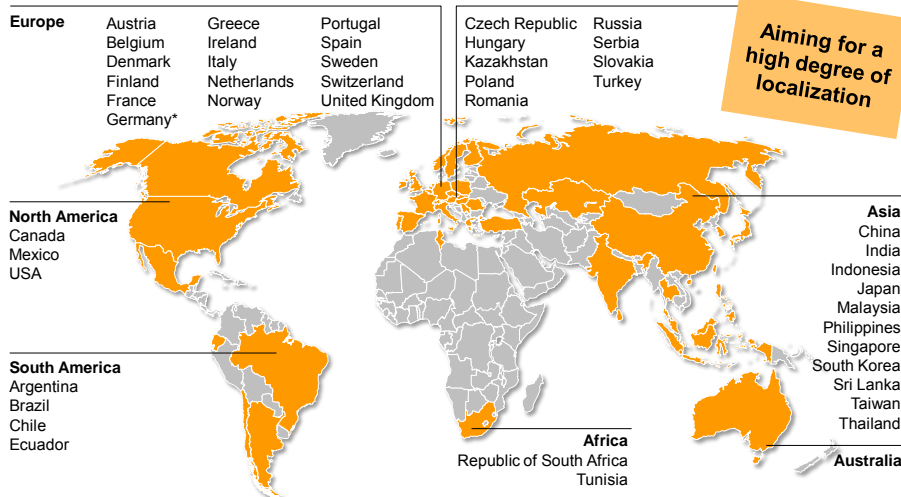 Europe
Austria
Belgium
Denmark
Finland
France
Germany*
Greece
Ireland
Italy
Netherlands
Norway
Portugal
Spain
Sweden
Switzerland
United Kingdom
Czech Republic
Hungary
Kazakhstan
Poland
Romania
Russia
Serbia
Slovakia
Turkey
Aiming for a
high degree of
localization
North America
Canada
Mexico
USA
South America
Argentina
Brazil
Chile
Ecuador
Africa
Republic of South Africa
Tunisia
Asia
China
India
Indonesia
Japan
Malaysia
Philippines
Singapore
South Korea
Sri Lanka
Taiwan
Thailand
Australia